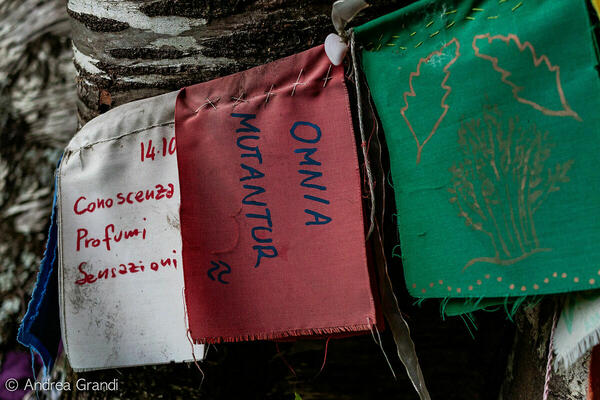 14.10
Conoscenza
Profumi
Sensazioni
OMNIA
MUTANTUR
© Andrea Grandi